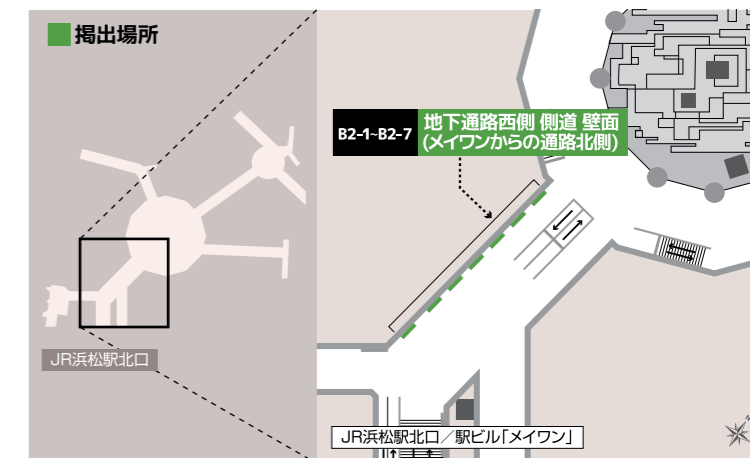 掲出場所
B2-1~B2-7
地下通路西側 側道 壁面
(メイワンからの通路北側)
JR浜松駅北口
JR浜松駅北口／駅ビル「メイワン」